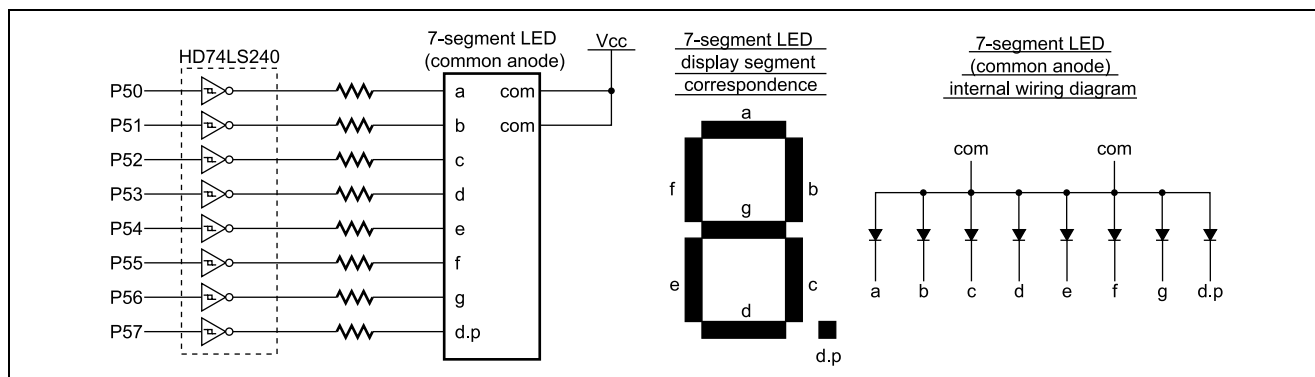 HD74LS240
P50
P51
P52
P53
P54
P55
P56
P57
7-segment LED
(common anode)
a com
b com
c
d
e
f
g
d.p
Vcc
7-segment LED
display segment
correspondence
a
f
b
g
e
c
d
d.p
7-segment LED
(common anode)
internal wiring diagram
com com
a b c d e f g d.p